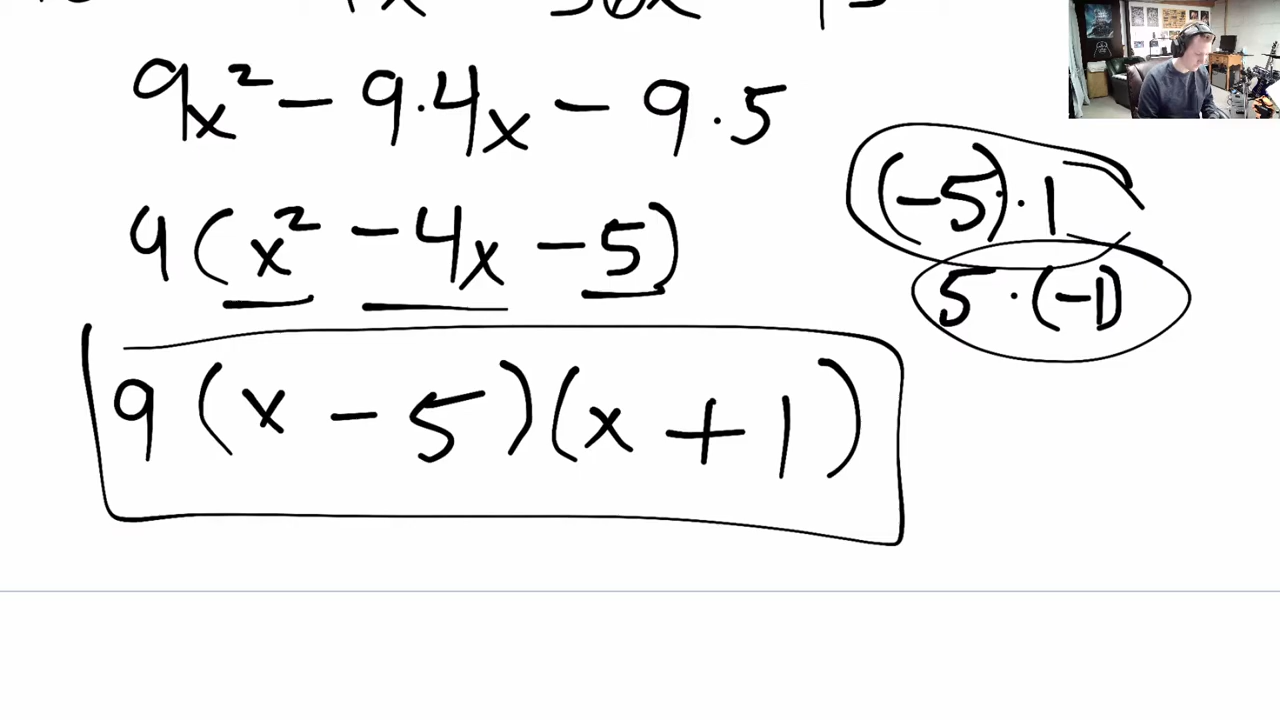 9x² - 9·4x - 9·5
9(x² - 4x - 5)
9(x - 5)(x + 1)
(-5)·1
5·(-1)